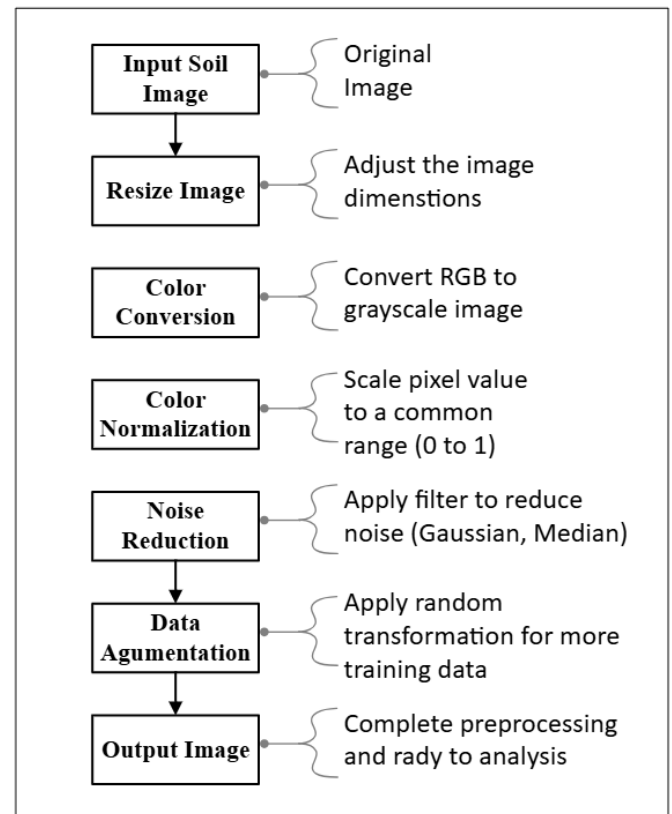 Input Soil
Image
Original
Image
Resize Image
Adjust the image
dimenstions
Color
Conversion
Convert RGB to
grayscale image
Color
Normalization
Scale pixel value
to a common
range (0 to 1)
Noise
Reduction
Apply filter to reduce
noise (Gaussian, Median)
Data
Agumentation
Apply random
transformation for more
training data
Output Image
Complete preprocessing
and rady to analysis